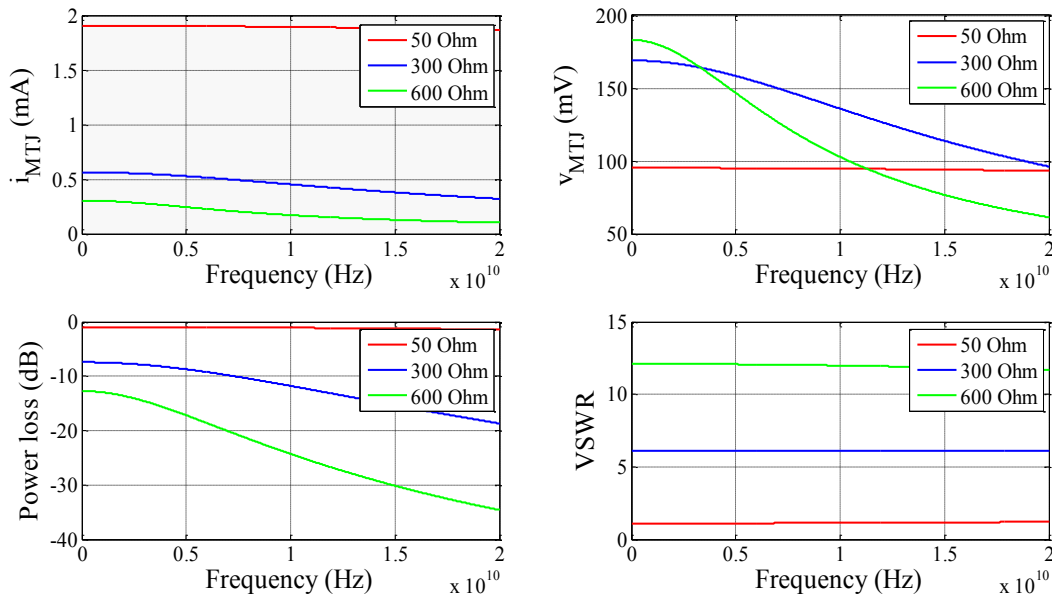 2
1.5
1
0.5
0
i_MTJ (mA)
50 Ohm
300 Ohm
600 Ohm
0 0.5 1 1.5 2
Frequency (Hz)
x 10^10
200
150
100
50
v_MTJ (mV)
50 Ohm
300 Ohm
600 Ohm
0 0.5 1 1.5 2
Frequency (Hz)
x 10^10
0
-10
-20
-30
-40
Power loss (dB)
50 Ohm
300 Ohm
600 Ohm
0 0.5 1 1.5 2
Frequency (Hz)
x 10^10
15
10
5
0
VSWR
50 Ohm
300 Ohm
600 Ohm
0 0.5 1 1.5 2
Frequency (Hz)
x 10^10